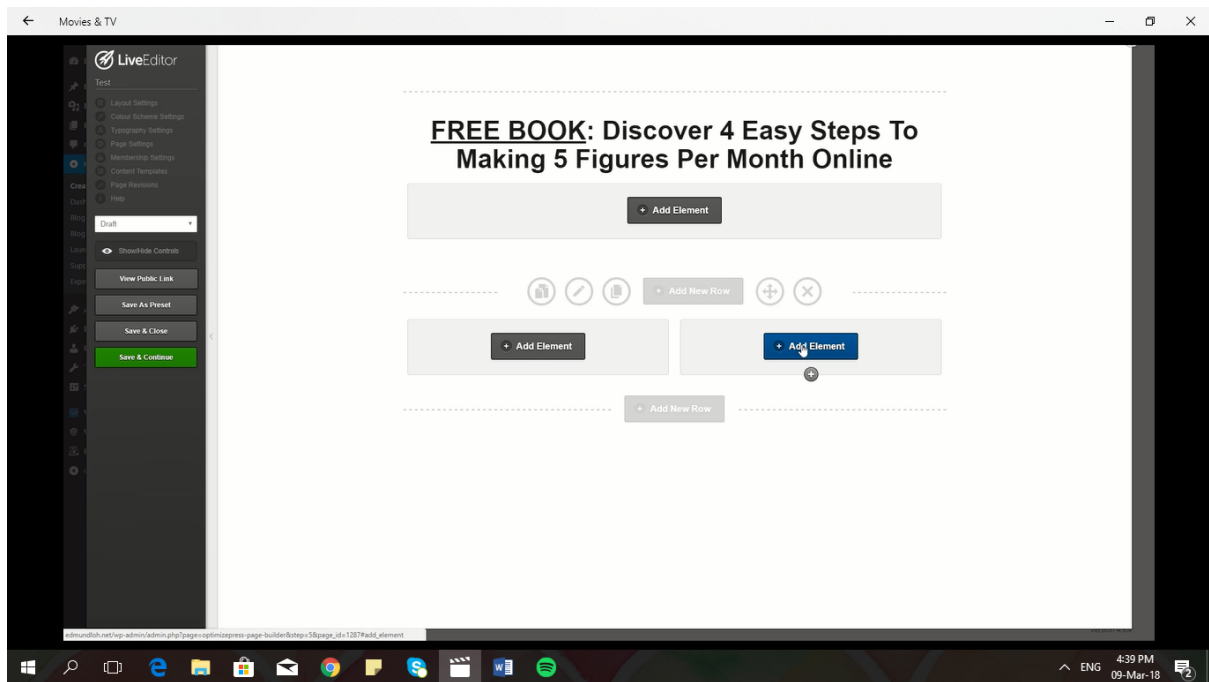 Movies & TV
LiveEditor
Test
Layout Settings
Colour Scheme Settings
Typography Settings
Page Settings
Membership Settings
Content Templates
Page Revisions
Help
Draft
Show/Hide Controls
View Public Link
Save As Preset
Save & Close
Save & Continue
FREE BOOK: Discover 4 Easy Steps To
Making 5 Figures Per Month Online
Add Element
Add New Row
Add Element
Add Element
Add New Row
edmundloh.net/wp-admin/admin.php?page=optimizepress-page-builder&step=5&page_id=1287#add_element
ENG
4:39 PM
09-Mar-18
2